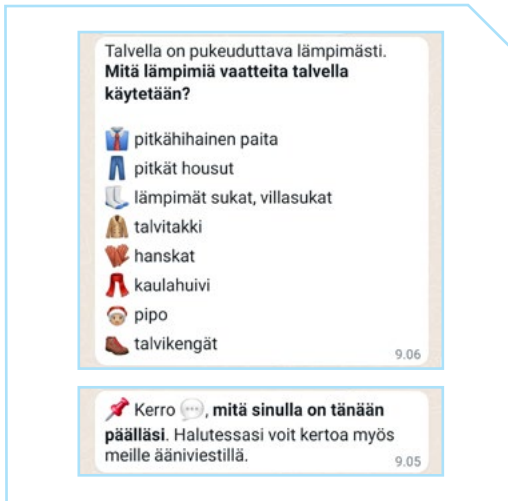 Talvella on pukeuduttava lämpimästi.
Mitä lämpimiä vaatteita talvella
käytetään?
pitkähihainen paita
pitkät housut
lämpimät sukat, villasukat
talvitakki
hanskat
kaulahuivi
pipo
talvikengät
9.06
Kerro 💬, mitä sinulla on tänään
päälläsi. Halutessasi voit kertoa myös
meille ääniviestillä.
9.05